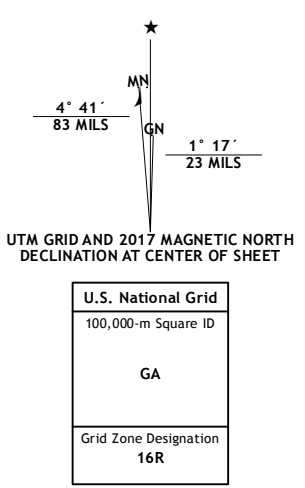 MN
GN
4° 41´
83 MILS
1° 17´
23 MILS
UTM GRID AND 2017 MAGNETIC NORTH
DECLINATION AT CENTER OF SHEET
U.S. National Grid
100,000-m Square ID
GA
Grid Zone Designation
16R